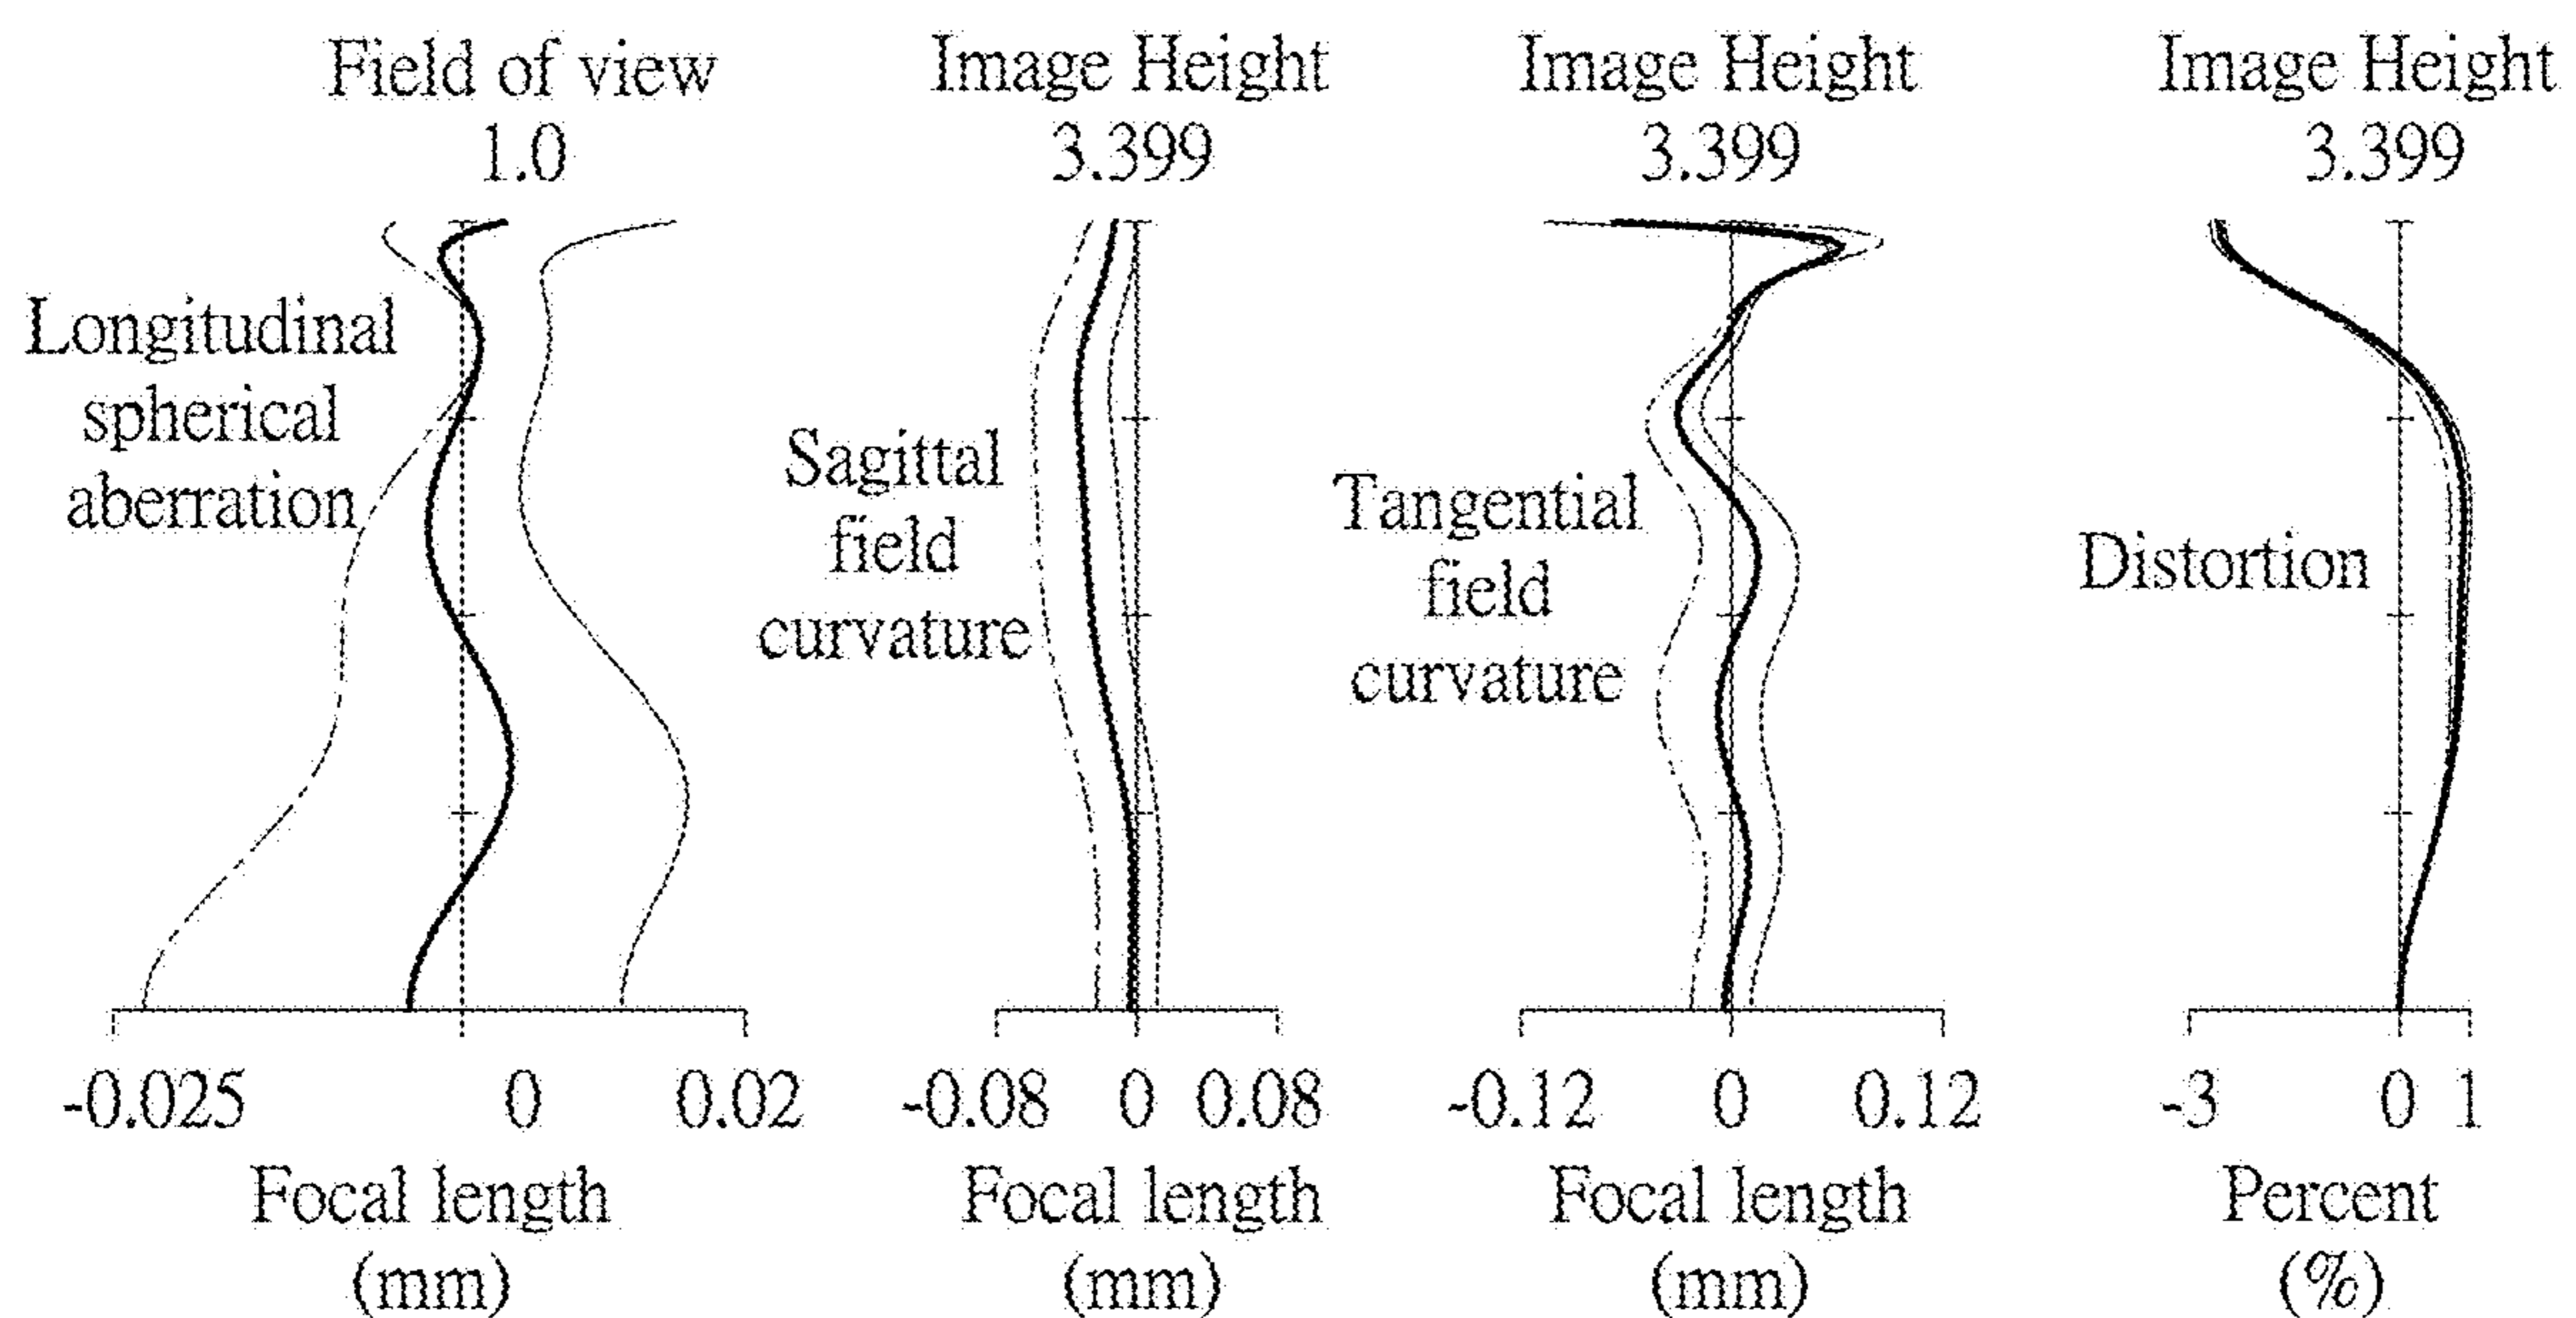 Field of view
1.0
Longitudinal
spherical
aberration
-0.025 0 0.02
Focal length
(mm)
Image Height
3.399
Sagittal
field
curvature
-0.08 0 0.08
Focal length
(mm)
Image Height
3.399
Tangential
field
curvature
-0.12 0 0.12
Focal length
(mm)
Image Height
3.399
Distortion
-3 0 1
Percent
(%)